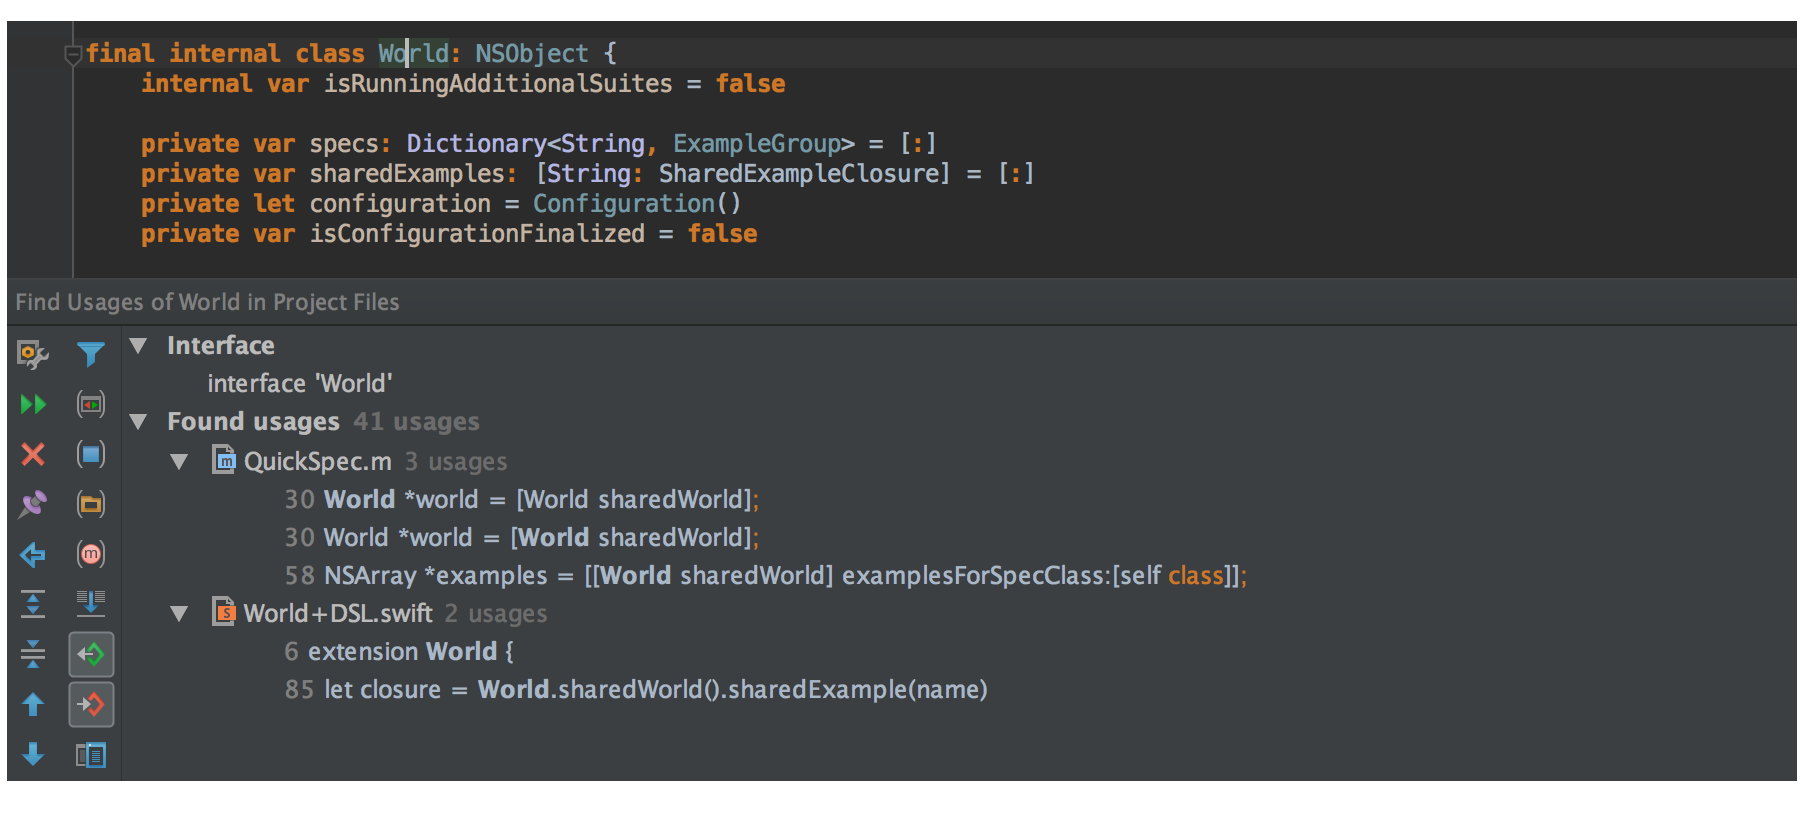 final internal class World: NSObject {
internal var isRunningAdditionalSuites = false
private var specs: Dictionary<String, ExampleGroup> = [:]
private var sharedExamples: [String: SharedExampleClosure] = [:]
private let configuration = Configuration()
private var isConfigurationFinalized = false
Find Usages of World in Project Files
Interface
interface 'World'
Found usages 41 usages
QuickSpec.m 3 usages
30 World *world = [World sharedWorld];
30 World *world = [World sharedWorld];
58 NSArray *examples = [[World sharedWorld] examplesForSpecClass:[self class]];
World+DSL.swift 2 usages
6 extension World {
85 let closure = World.sharedWorld().sharedExample(name)